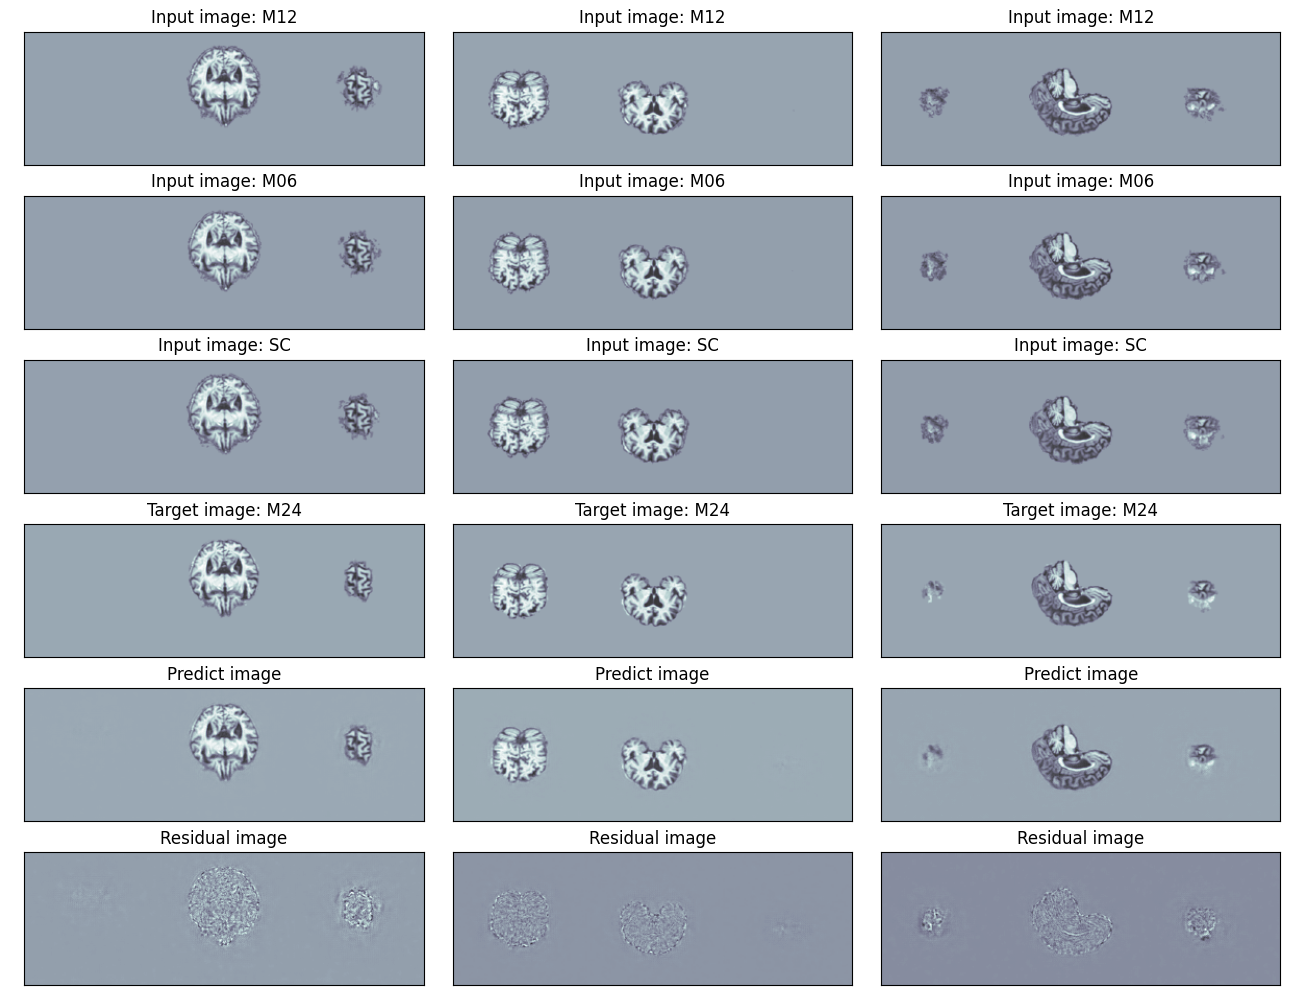 Input image: M12 Input image: M12 Input image: M12
Input image: M06 Input image: M06 Input image: M06
Input image: SC Input image: SC Input image: SC
Target image: M24 Target image: M24 Target image: M24
Predict image Predict image Predict image
Residual image Residual image Residual image